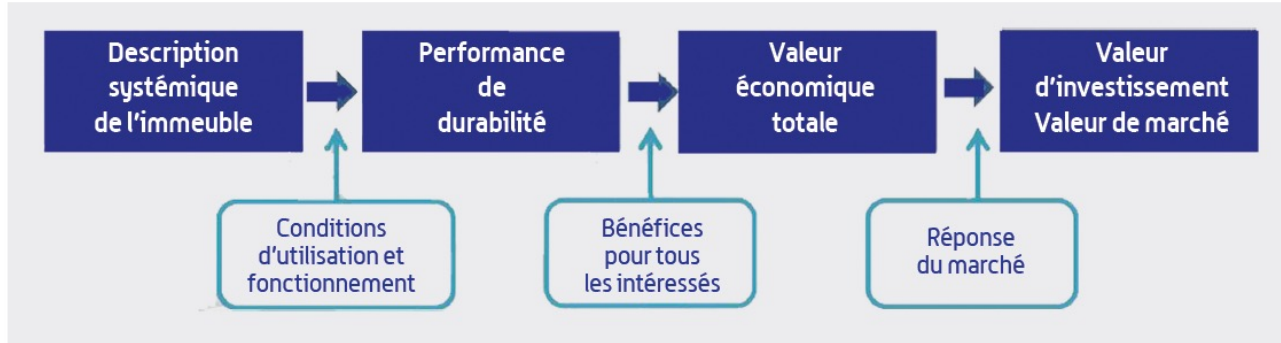 Description
systémique
de l'immeuble
Performance
de
durabilité
Valeur
économique
totale
Valeur
d'investissement
Valeur de marché
Conditions
d'utilisation et
fonctionnement
Bénéfices
pour tous
les intéressés
Réponse
du marché